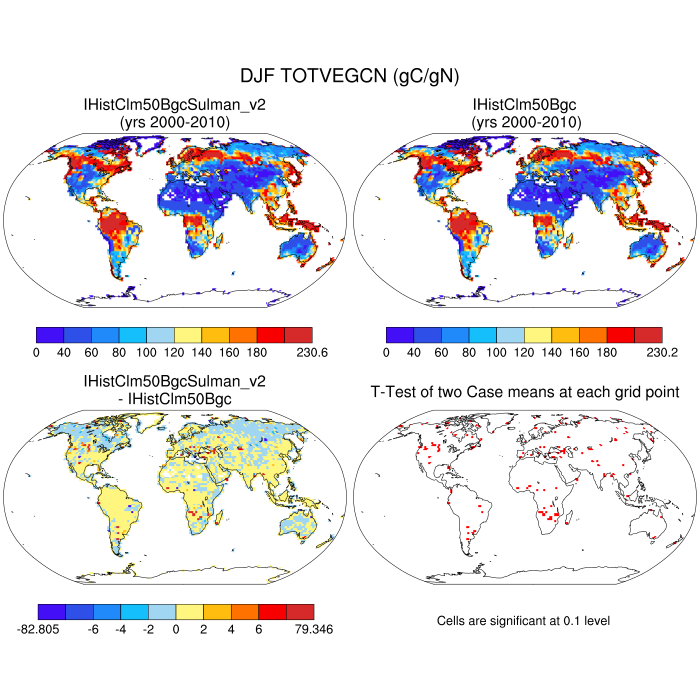 DJF TOTVEGCN (gC/gN)
IHistClm50BgcSulman_v2
(yrs 2000-2010)
IHistClm50Bgc
(yrs 2000-2010)
0 40 60 80 100 120 140 160 180 230.6
0 40 60 80 100 120 140 160 180 230.2
IHistClm50BgcSulman_v2
- IHistClm50Bgc
T-Test of two Case means at each grid point
-82.805 -6 -4 -2 0 2 4 6 79.346
Cells are significant at 0.1 level